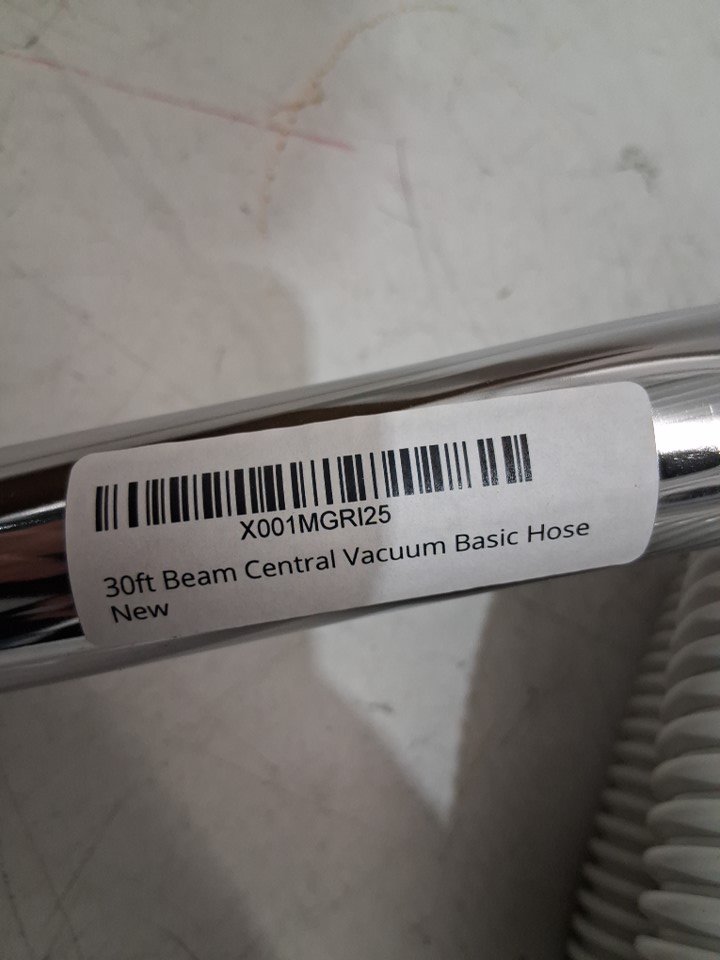 X001MGRI25
30ft Beam Central Vacuum Basic Hose
New